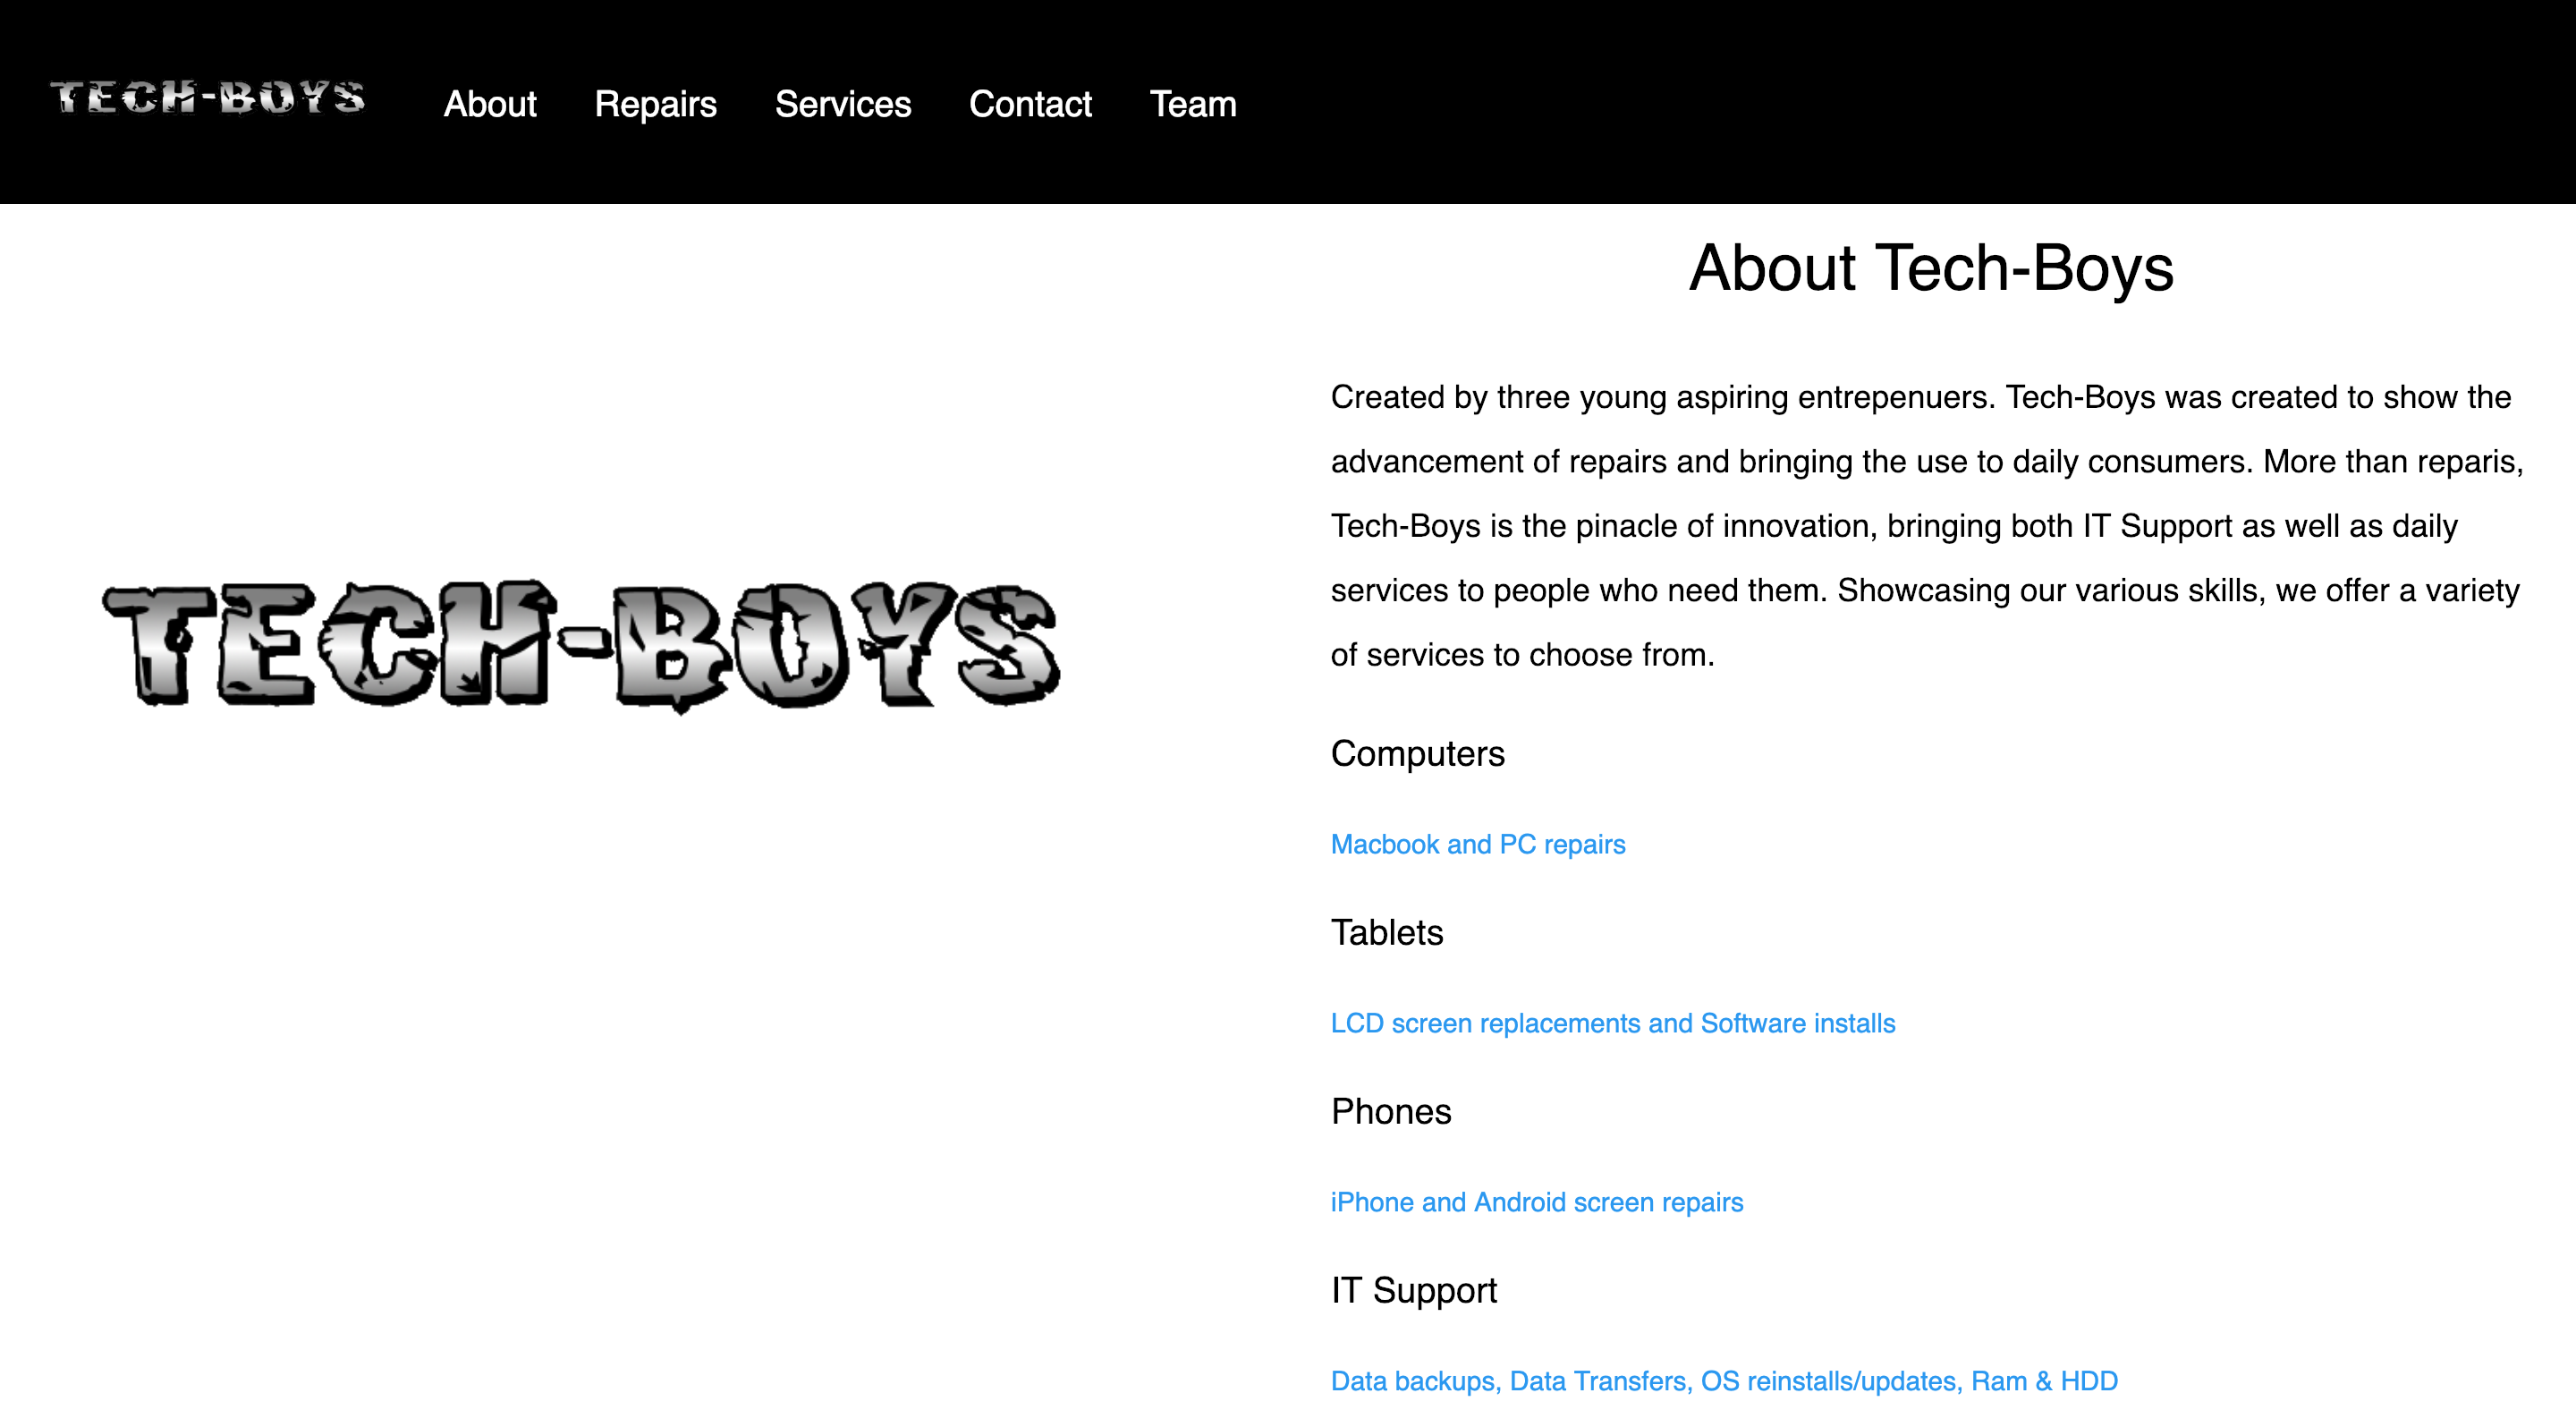 TECH-BOYS
About Repairs Services Contact Team
About Tech-Boys
Created by three young aspiring entrepenuers. Tech-Boys was created to show the
advancement of repairs and bringing the use to daily consumers. More than reparis,
Tech-Boys is the pinacle of innovation, bringing both IT Support as well as daily
services to people who need them. Showcasing our various skills, we offer a variety
of services to choose from.
TECH-BOYS
Computers
Macbook and PC repairs
Tablets
LCD screen replacements and Software installs
Phones
iPhone and Android screen repairs
IT Support
Data backups, Data Transfers, OS reinstalls/updates, Ram & HDD